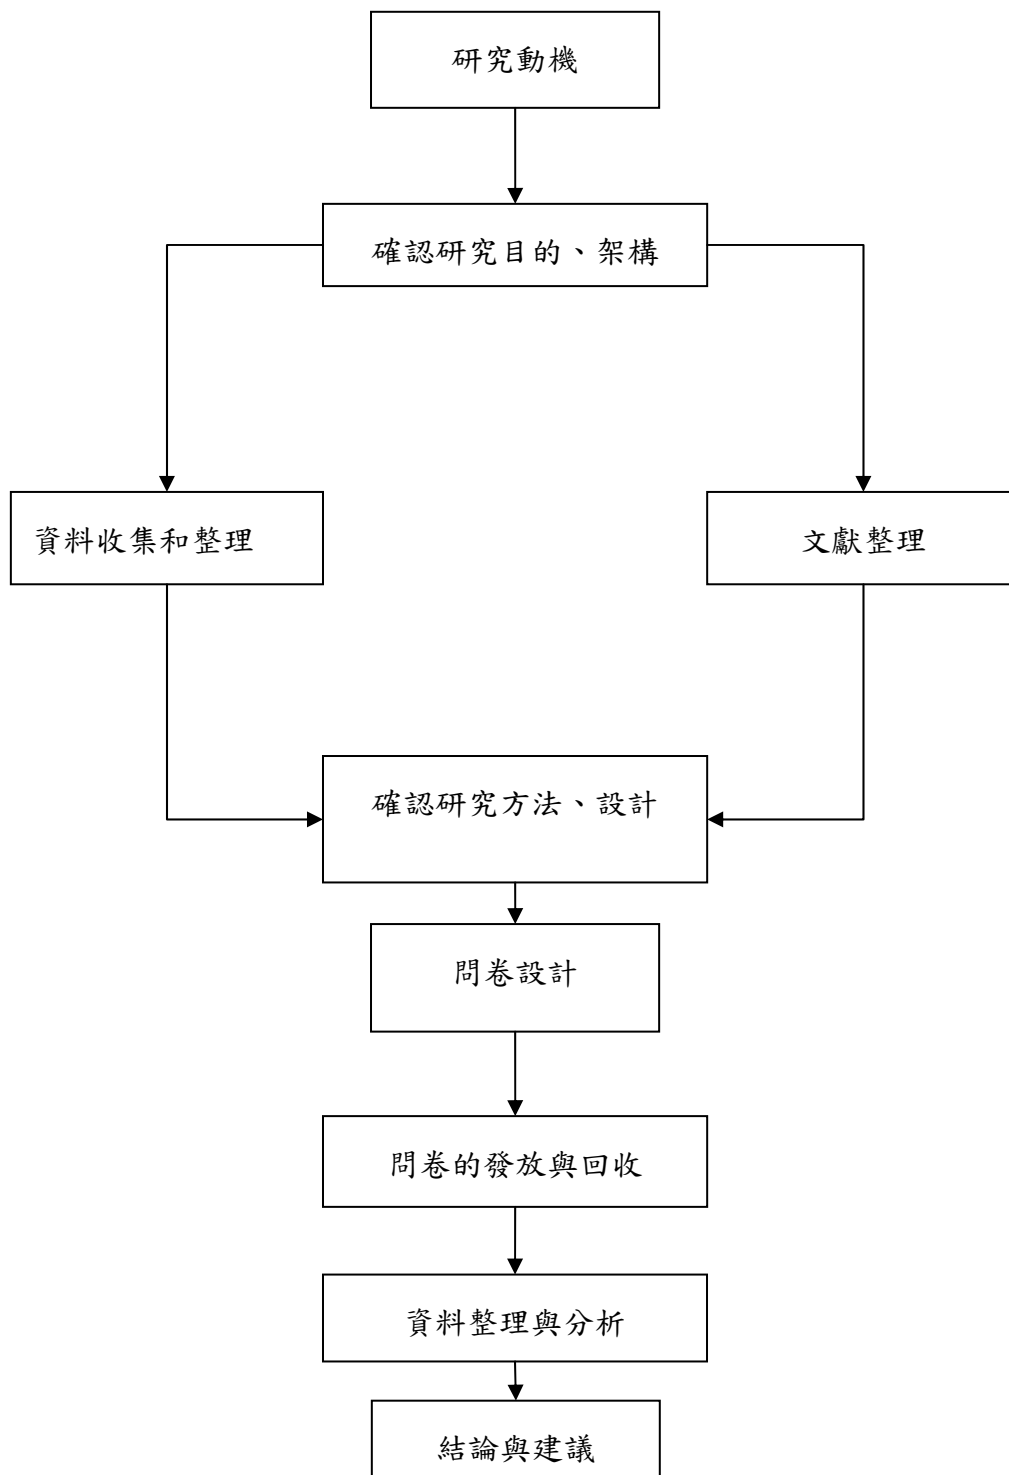 研究動機
確認研究目的、架構
資料收集和整理
文獻整理
確認研究方法、設計
問卷設計
問卷的發放與回收
資料整理與分析
結論與建議